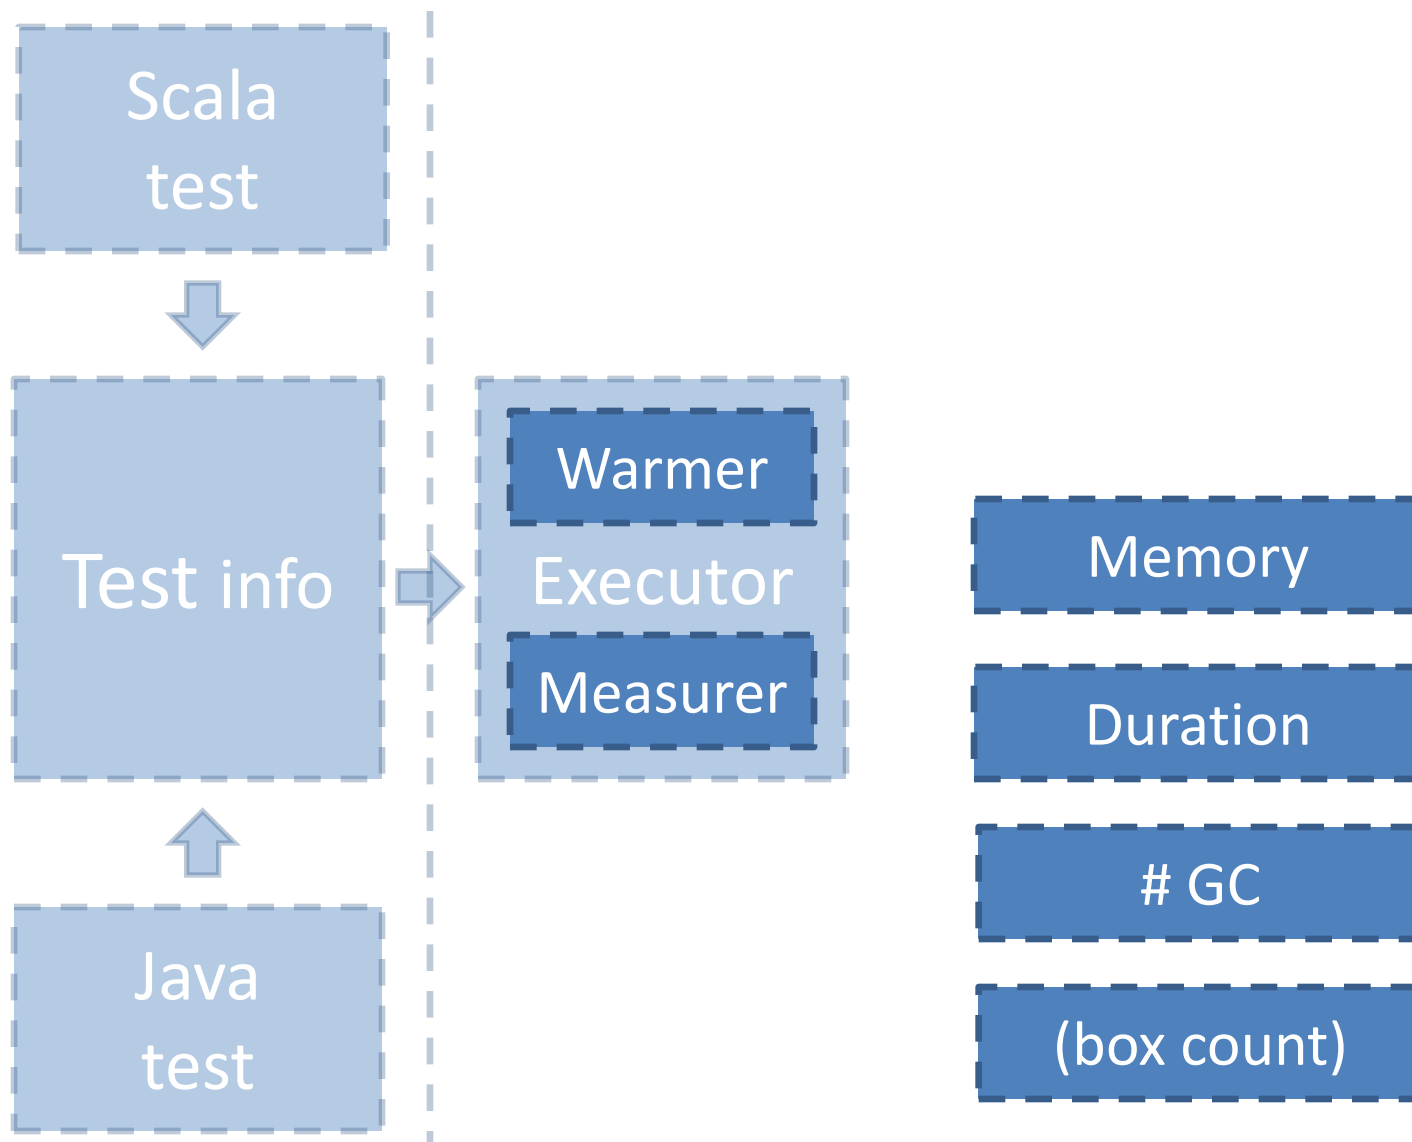 Scala
test
Test info
Java
test
Warmer
Executor
Measurer
Memory
Duration
# GC
(box count)